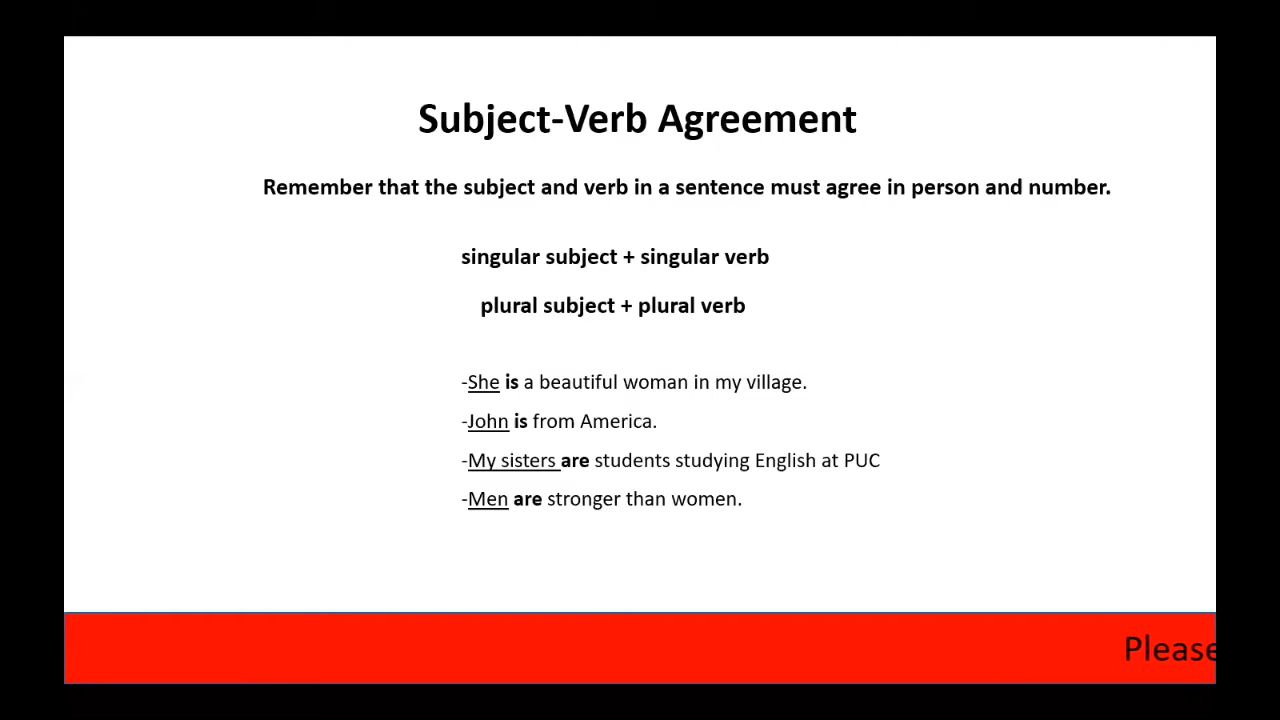 Subject-Verb Agreement
Remember that the subject and verb in a sentence must agree in person and number.
singular subject + singular verb
plural subject + plural verb
-She is a beautiful woman in my village.
-John is from America.
-My sisters are students studying English at PUC
-Men are stronger than women.
Please